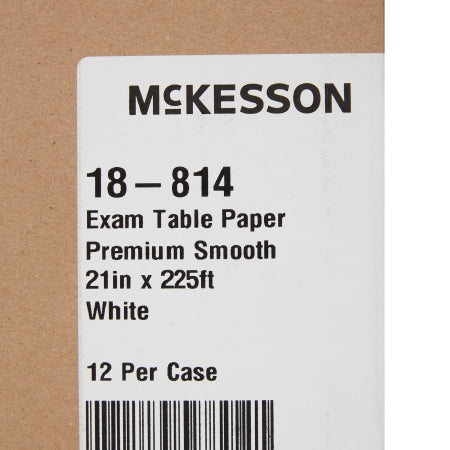 McKESSON
18-814
Exam Table Paper
Premium Smooth
21in x 225ft
White
12 Per Case